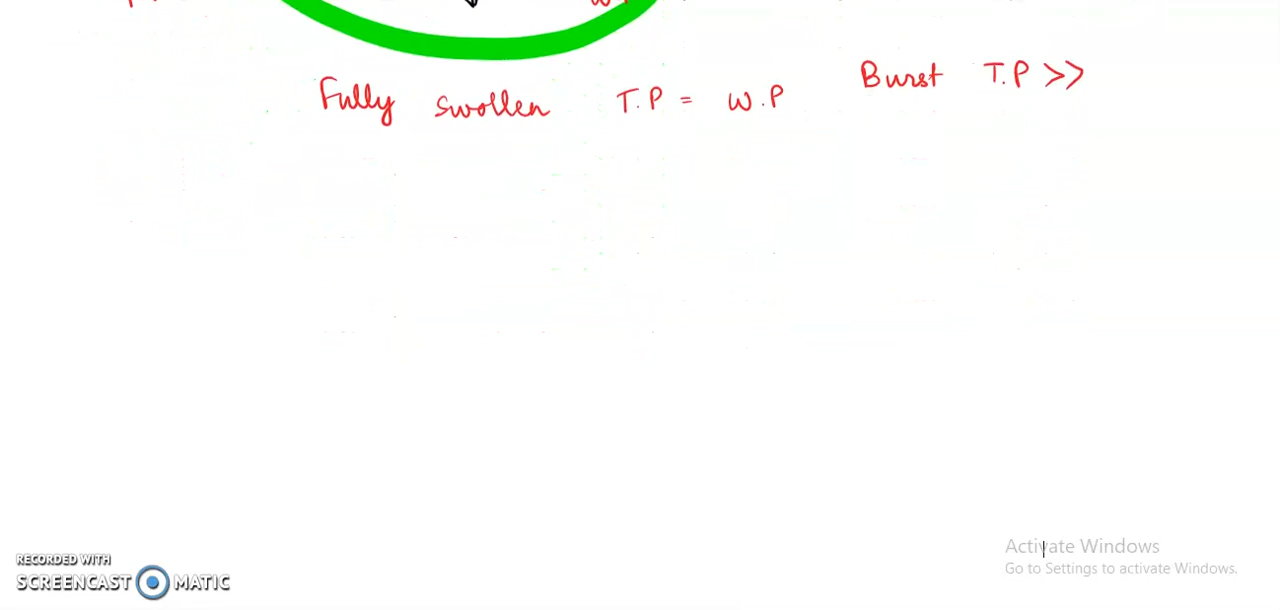 Fully swollen T.P = W.P
Burst T.P >>
RECORDED WITH
SCREENCAST MATIC
Activate Windows
Go to Settings to activate Windows.